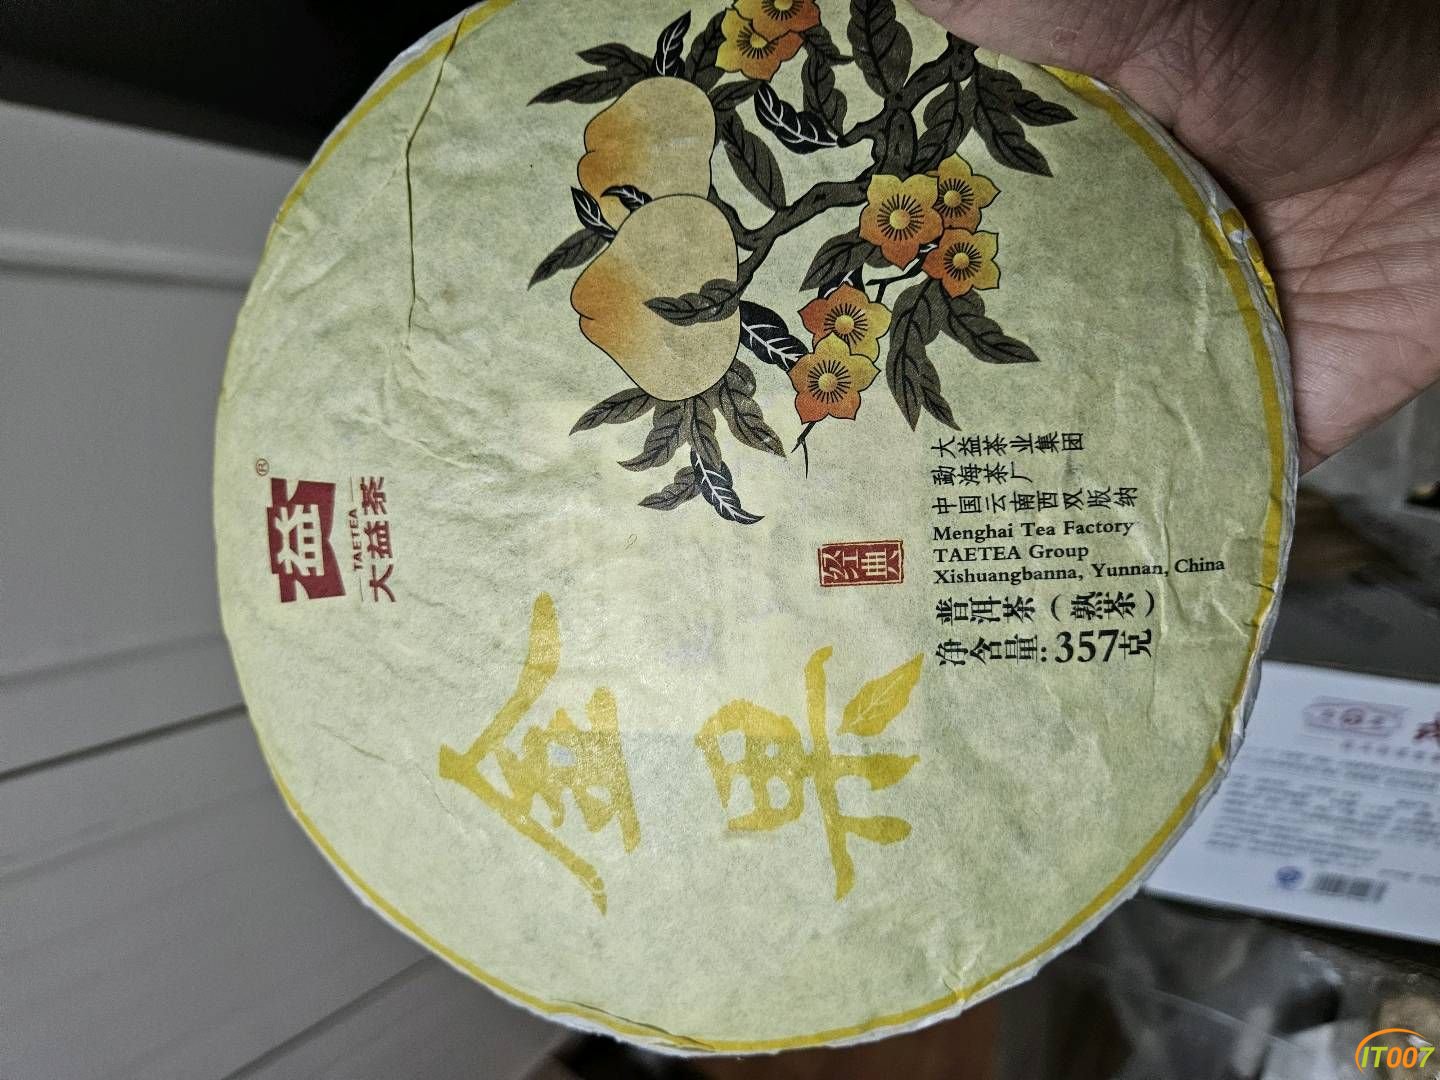 益®
TAETEA
大益茶
金果
经典
大益茶业集团
勐海茶厂
中国云南西双版纳
Menghai Tea Factory
TAETEA Group
Xishuangbanna, Yunnan, China
普洱茶（熟茶）
净含量:357克
IT007